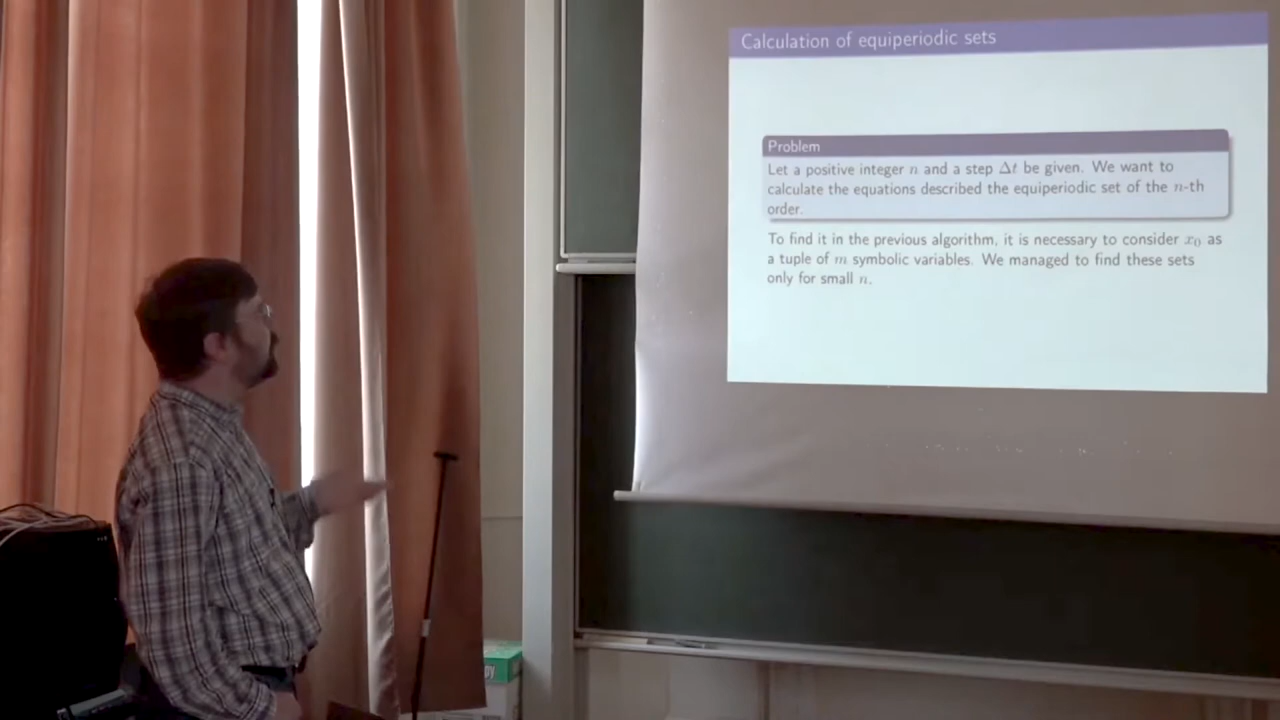 Calculation of equiperiodic sets
Problem
Let a positive integer n and a step Δt be given. We want to
calculate the equations described the equiperiodic set of the n-th
order.
To find it in the previous algorithm, it is necessary to consider x₀ as
a tuple of m symbolic variables. We managed to find these sets
only for small n.